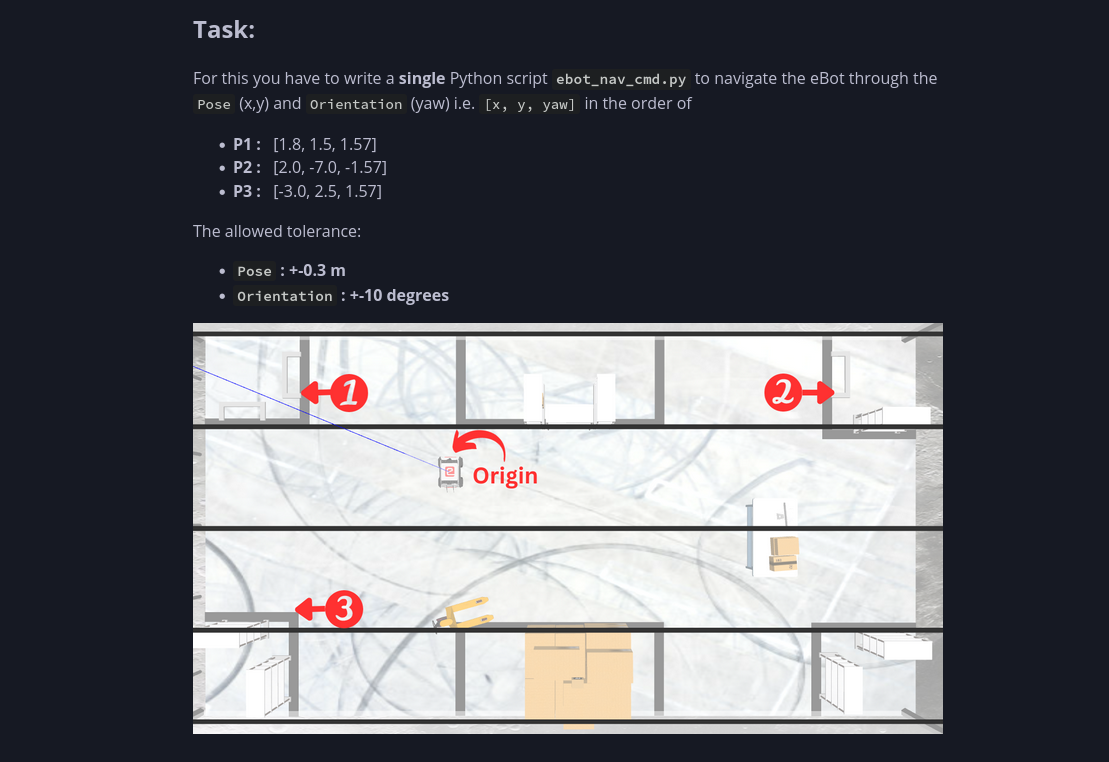 Task:
For this you have to write a single Python script ebot_nav_cmd.py to navigate the eBot through the
Pose (x,y) and Orientation (yaw) i.e. [x, y, yaw] in the order of
• P1 : [1.8, 1.5, 1.57]
• P2 : [2.0, -7.0, -1.57]
• P3 : [-3.0, 2.5, 1.57]
The allowed tolerance:
• Pose : +-0.3 m
• Orientation : +-10 degrees
1
2
Origin
3